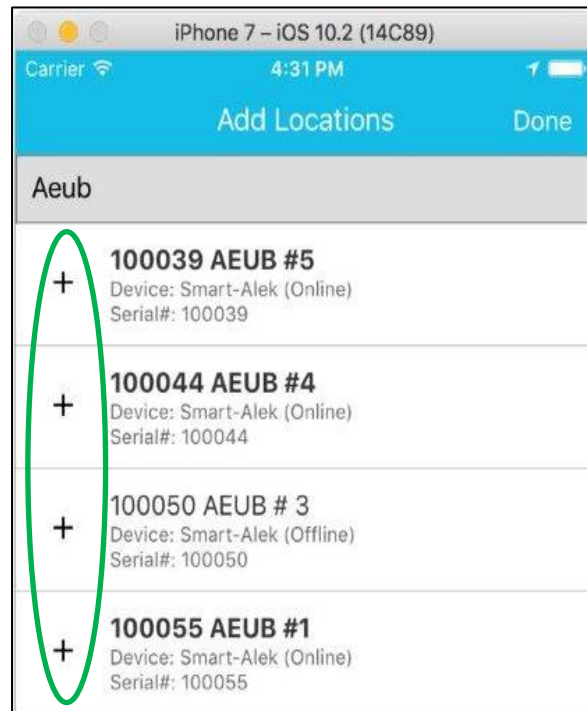 iPhone 7 – iOS 10.2 (14C89)
Carrier 4:31 PM
Add Locations Done
Aeub
+ 100039 AEUB #5
Device: Smart-Alek (Online)
Serial#: 100039
+ 100044 AEUB #4
Device: Smart-Alek (Online)
Serial#: 100044
+ 100050 AEUB # 3
Device: Smart-Alek (Offline)
Serial#: 100050
+ 100055 AEUB #1
Device: Smart-Alek (Online)
Serial#: 100055